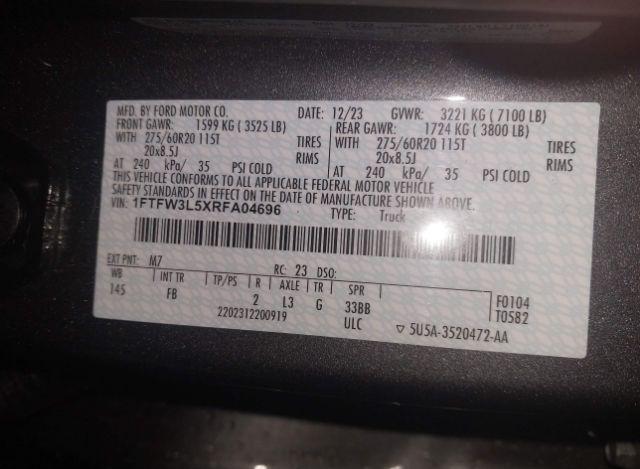 MFD. BY FORD MOTOR CO. DATE: 12/23 GVWR: 3221 KG ( 7100 LB)
FRONT GAWR: 1599 KG ( 3525 LB) REAR GAWR: 1724 KG ( 3800 LB)
WITH 275/60R20 115T TIRES WITH 275/60R20 115T TIRES
20x8.5J RIMS 20x8.5J RIMS
AT 240 kPa/ 35 PSI COLD AT 240 kPa/ 35 PSI COLD
THIS VEHICLE CONFORMS TO ALL APPLICABLE FEDERAL MOTOR VEHICLE
SAFETY STANDARDS IN EFFECT ON THE DATE OF MANUFACTURE SHOWN ABOVE.
VIN: 1FTFW3L5XRFA04696 TYPE: Truck
EXT PNT: M7 RC: 23 DSO:
WB INT TR TP/PS R AXLE TR SPR
145 FB 2 L3 G 33BB
2202312200919 ULC
F0104
T0582
▽ 5U5A-3520472-AA